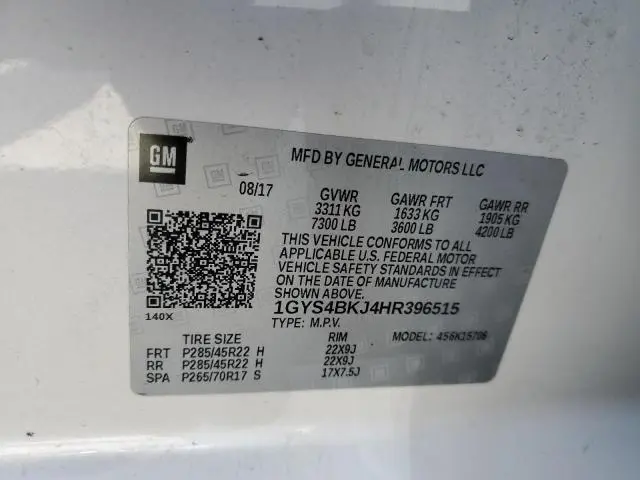 GM
MFD BY GENERAL MOTORS LLC
08/17
GVWR GAWR FRT GAWR RR
3311 KG 1633 KG 1905 KG
7300 LB 3600 LB 4200 LB
THIS VEHICLE CONFORMS TO ALL
APPLICABLE U.S. FEDERAL MOTOR
VEHICLE SAFETY STANDARDS IN EFFECT
ON THE DATE OF MANUFACTURE
SHOWN ABOVE.
140X
1GYS4BKJ4HR396515
TYPE: M.P.V.
MODEL: 4S6K15706
TIRE SIZE RIM
FRT P285/45R22 H 22X9J
RR P285/45R22 H 22X9J
SPA P265/70R17 S 17X7.5J